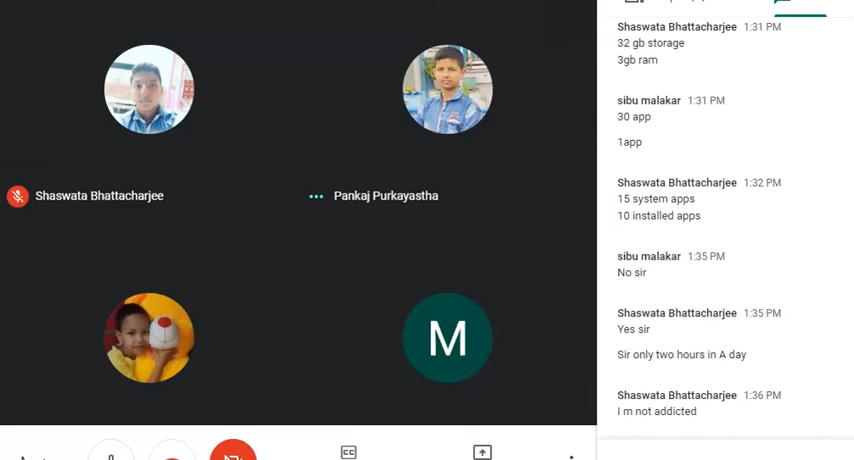 Shaswata Bhattacharjee
Pankaj Purkayastha
M
Shaswata Bhattacharjee 1:31 PM
32 gb storage
3gb ram
sibu malakar 1:31 PM
30 app
1app
Shaswata Bhattacharjee 1:32 PM
15 system apps
10 installed apps
sibu malakar 1:35 PM
No sir
Shaswata Bhattacharjee 1:35 PM
Yes sir
Sir only two hours in A day
Shaswata Bhattacharjee 1:36 PM
I m not addicted
CC